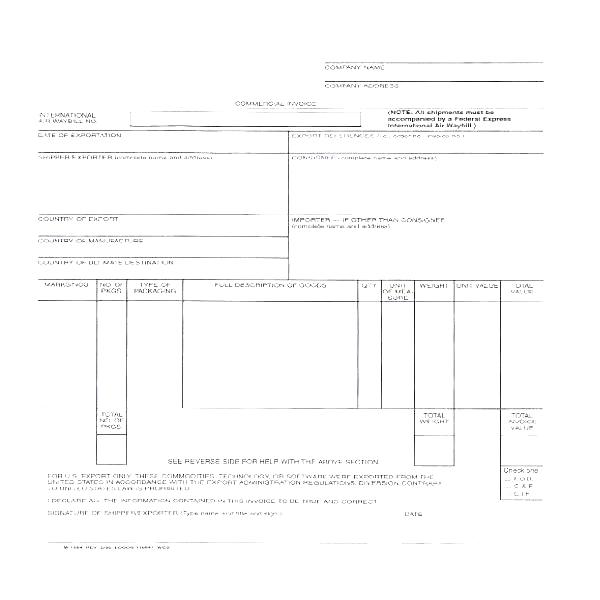 COMPANY NAME
COMPANY ADDRESS
COMMERCIAL INVOICE
INTERNATIONAL
AIR WAYBILL NO.
(NOTE: All shipments must be
accompanied by a Federal Express
International Air Waybill.)
DATE OF EXPORTATION
EXPORT REFERENCES (i.e., order no., invoice no.)
SHIPPER/EXPORTER (complete name and address)
CONSIGNEE (complete name and address)
COUNTRY OF EXPORT
IMPORTER — IF OTHER THAN CONSIGNEE
(complete name and address)
COUNTRY OF MANUFACTURE
COUNTRY OF ULTIMATE DESTINATION
MARKS/NOS
NO. OF
PKGS
TYPE OF
PACKAGING
FULL DESCRIPTION OF GOODS
QTY
UNIT
OF MEA-
SURE
WEIGHT
UNIT VALUE
TOTAL
VALUE
TOTAL
NO. OF
PKGS
TOTAL
WEIGHT
TOTAL
INVOICE
VALUE
SEE REVERSE SIDE FOR HELP WITH THE ABOVE SECTION
Check one
F.O.B.
C & F
C.I.F.
FOR U.S. EXPORT ONLY: THESE COMMODITIES, TECHNOLOGY, OR SOFTWARE WERE EXPORTED FROM THE
UNITED STATES IN ACCORDANCE WITH THE EXPORT ADMINISTRATION REGULATIONS. DIVERSION CONTRARY
TO UNITED STATES LAW IS PROHIBITED.
I DECLARE ALL THE INFORMATION CONTAINED IN THIS INVOICE TO BE TRUE AND CORRECT
SIGNATURE OF SHIPPER/EXPORTER (Type name and title and sign.)
DATE